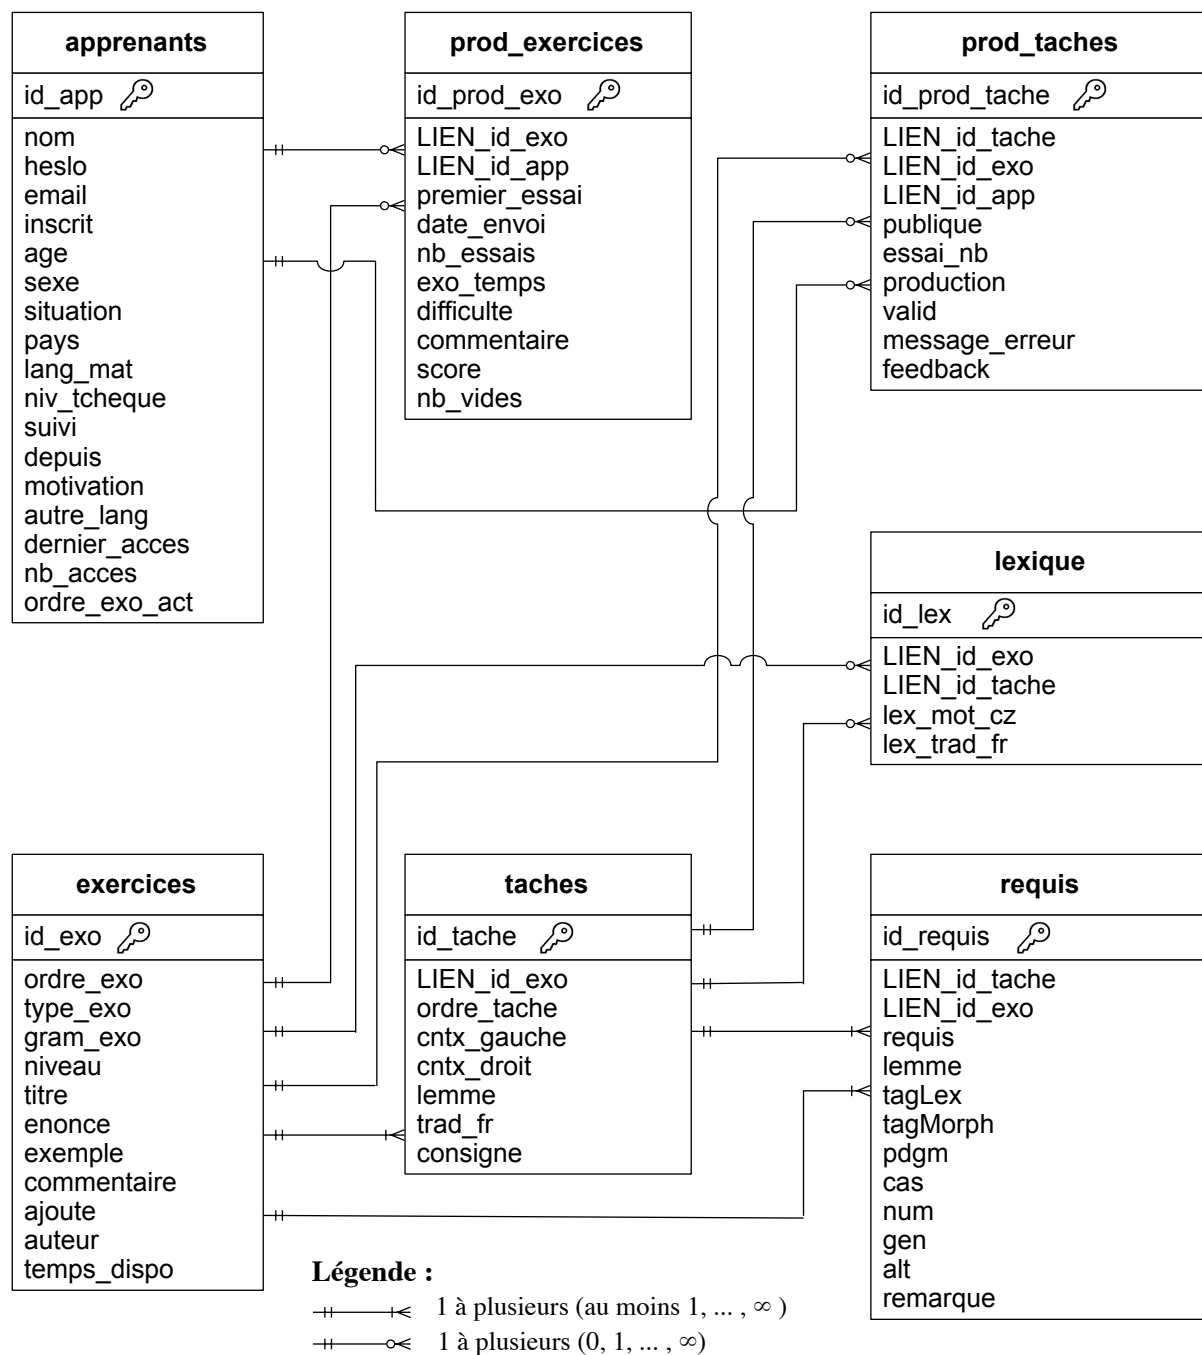 apprenants
id_app
nom
heslo
email
inscrit
age
sexe
situation
pays
lang_mat
niv_tcheque
suivi
depuis
motivation
autre_lang
dernier_acces
nb_acces
ordre_exo_act
prod_exercices
id_prod_exo
LIEN_id_exo
LIEN_id_app
premier_essai
date_envoi
nb_essais
exo_temps
difficulte
commentaire
score
nb_vides
prod_taches
id_prod_tache
LIEN_id_tache
LIEN_id_exo
LIEN_id_app
publique
essai_nb
production
valid
message_erreur
feedback
lexique
id_lex
LIEN_id_exo
LIEN_id_tache
lex_mot_cz
lex_trad_fr
exercices
id_exo
ordre_exo
type_exo
gram_exo
niveau
titre
enonce
exemple
commentaire
ajoute
auteur
temps_dispo
taches
id_tache
LIEN_id_exo
ordre_tache
cntx_gauche
cntx_droit
lemme
trad_fr
consigne
requis
id_requis
LIEN_id_tache
LIEN_id_exo
requis
lemme
tagLex
tagMorph
pdgm
cas
num
gen
alt
remarque
Légende :
1 à plusieurs (au moins 1, ... , ∞ )
1 à plusieurs (0, 1, ... , ∞)